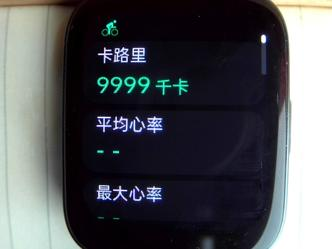 卡路里
9999 千卡
平均心率
- -
最大心率
- -